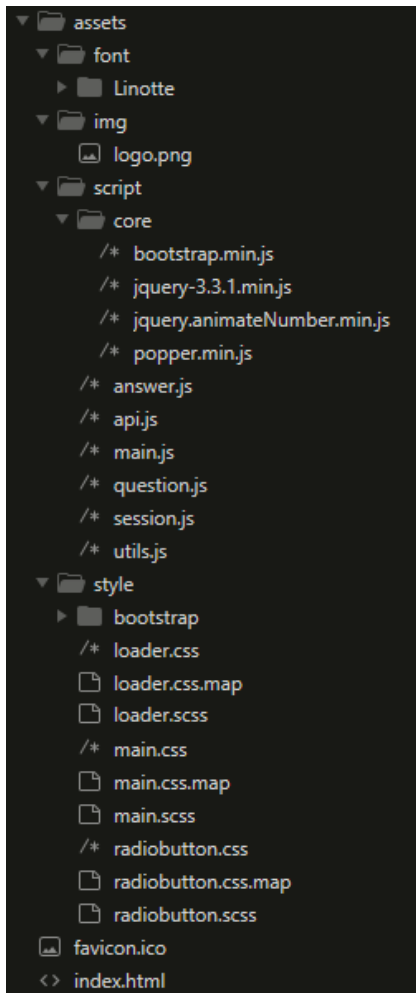 assets
font
Linotte
img
logo.png
script
core
/* bootstrap.min.js
/* jquery-3.3.1.min.js
/* jquery.animateNumber.min.js
/* popper.min.js
/* answer.js
/* api.js
/* main.js
/* question.js
/* session.js
/* utils.js
style
bootstrap
/* loader.css
loader.css.map
loader.scss
/* main.css
main.css.map
main.scss
/* radiobutton.css
radiobutton.css.map
radiobutton.scss
favicon.ico
<> index.html